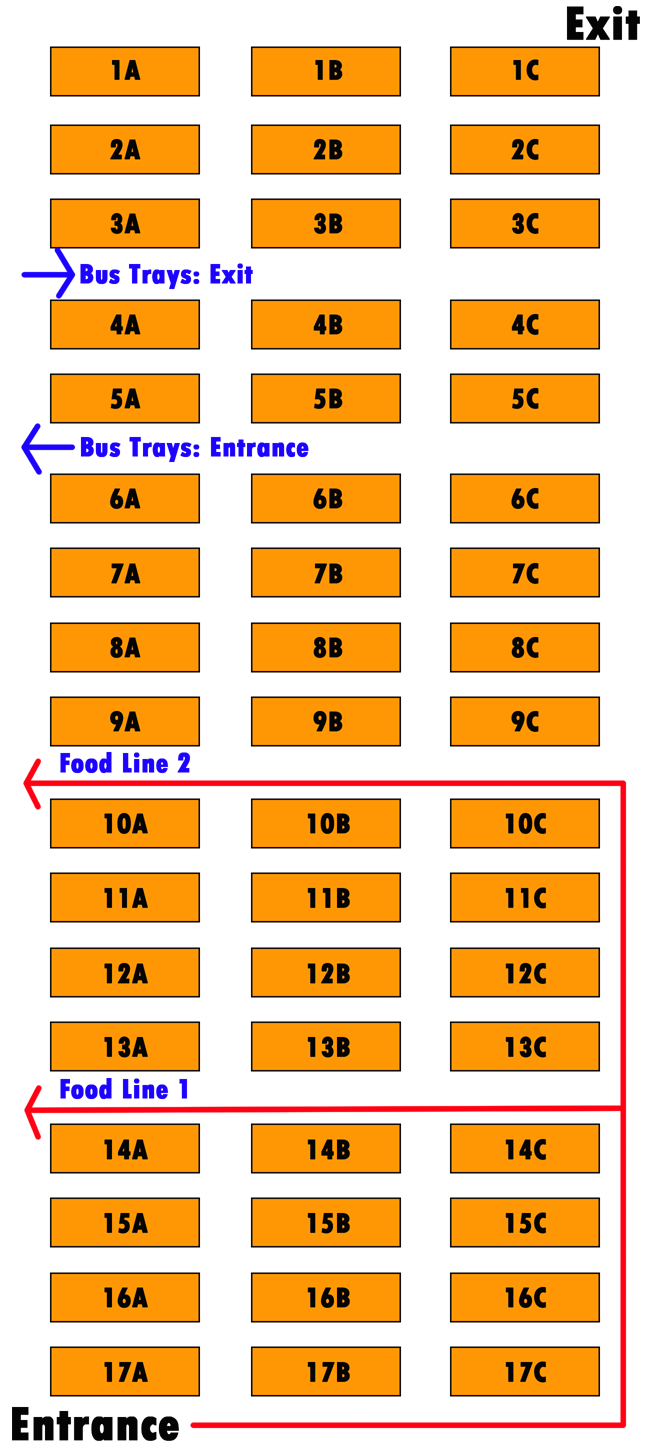 Exit
1A 1B 1C
2A 2B 2C
3A 3B 3C
Bus Trays: Exit
4A 4B 4C
5A 5B 5C
Bus Trays: Entrance
6A 6B 6C
7A 7B 7C
8A 8B 8C
9A 9B 9C
Food Line 2
10A 10B 10C
11A 11B 11C
12A 12B 12C
13A 13B 13C
Food Line 1
14A 14B 14C
15A 15B 15C
16A 16B 16C
17A 17B 17C
Entrance